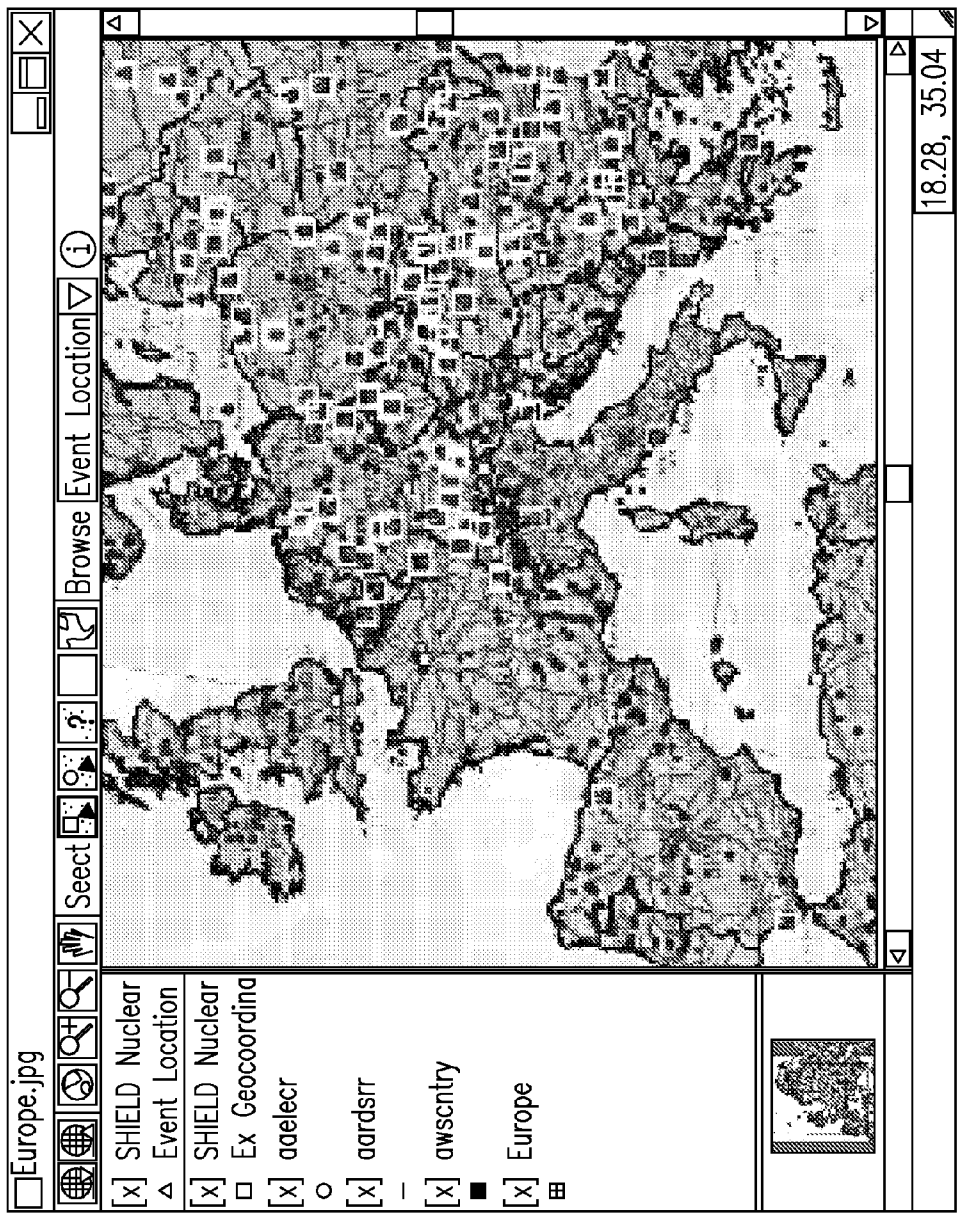 Europe.jpg
Seect Browse Event Location i
[x] SHIELD Nuclear
Event Location
[x] SHIELD Nuclear
Ex Geocoordina
[x] aaelecr
[x] aardsrr
[x] awscntry
[x] Europe
18.28, 35.04